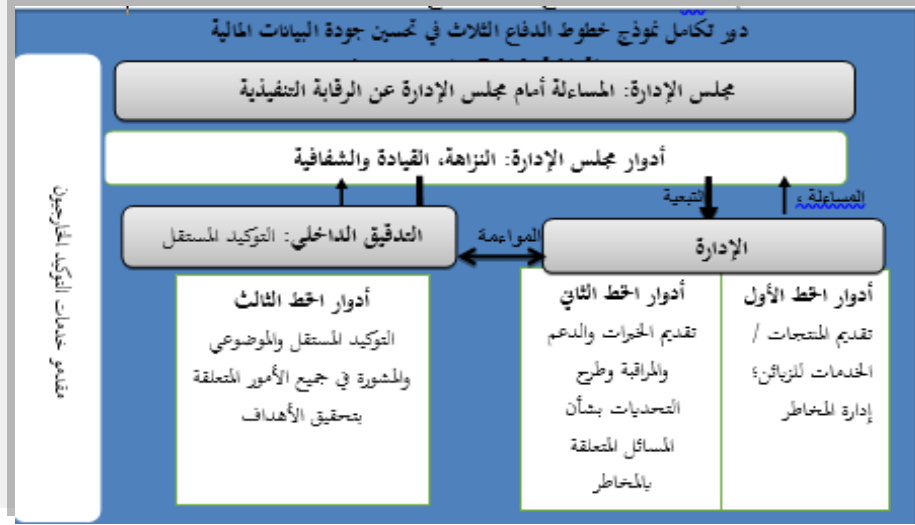 دور تكامل نموذج خطوط الدفاع الثلاث في تحسين جودة البيانات المالية
مجلس الإدارة: المساءلة أمام مجلس الإدارة عن الرقابة التنفيذية
أدوار مجلس الإدارة: النزاهة، القيادة والشفافية
المساءلة ،
التبعية
الإدارة
المواءمة
التدقيق الداخلي: التوكيد المستقل
أدوار الخط الأول
تقديم المنتجات /
الخدمات للزبائن؛
إدارة المخاطر
أدوار الخط الثاني
تقديم الخبرات والدعم
والمراقبة وطرح
التحديات بشأن
المسائل المتعلقة
بالمخاطر
أدوار الخط الثالث
التوكيد المستقل والموضوعي
والمشورة في جميع الأمور المتعلقة
بتحقيق الأهداف
مقدمو خدمات التوكيد الخارجيون